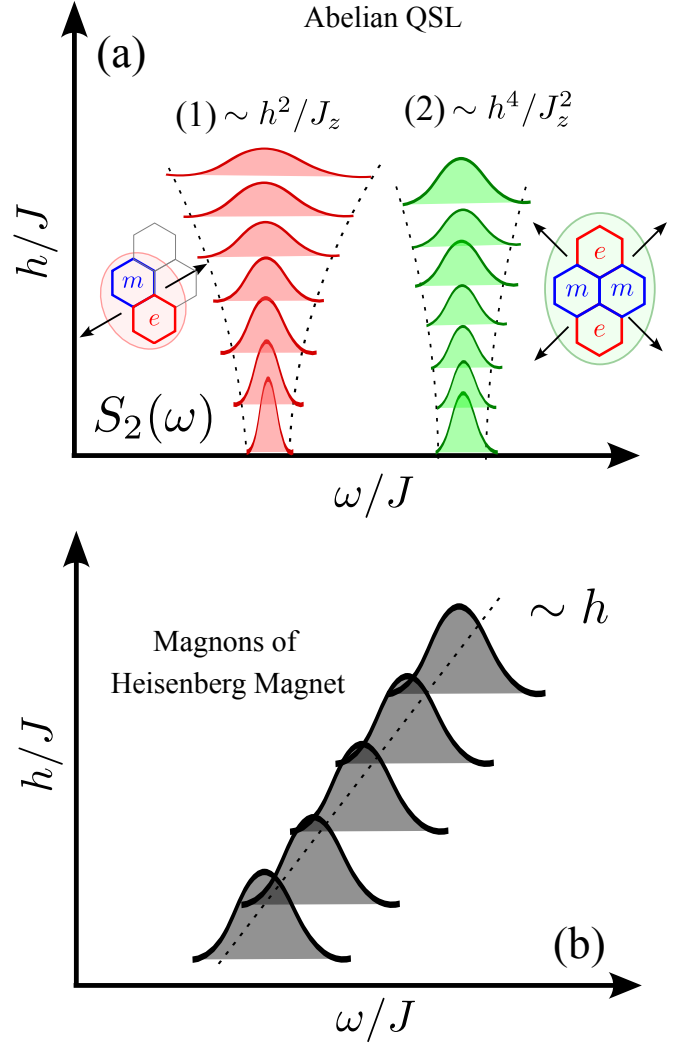 Abelian QSL
(a)
(1) ∼ h²/J_z
(2) ∼ h⁴/J_z²
h/J
m
e
e
m
m
e
S₂(ω)
ω/J
∼ h
Magnons of
Heisenberg Magnet
h/J
(b)
ω/J